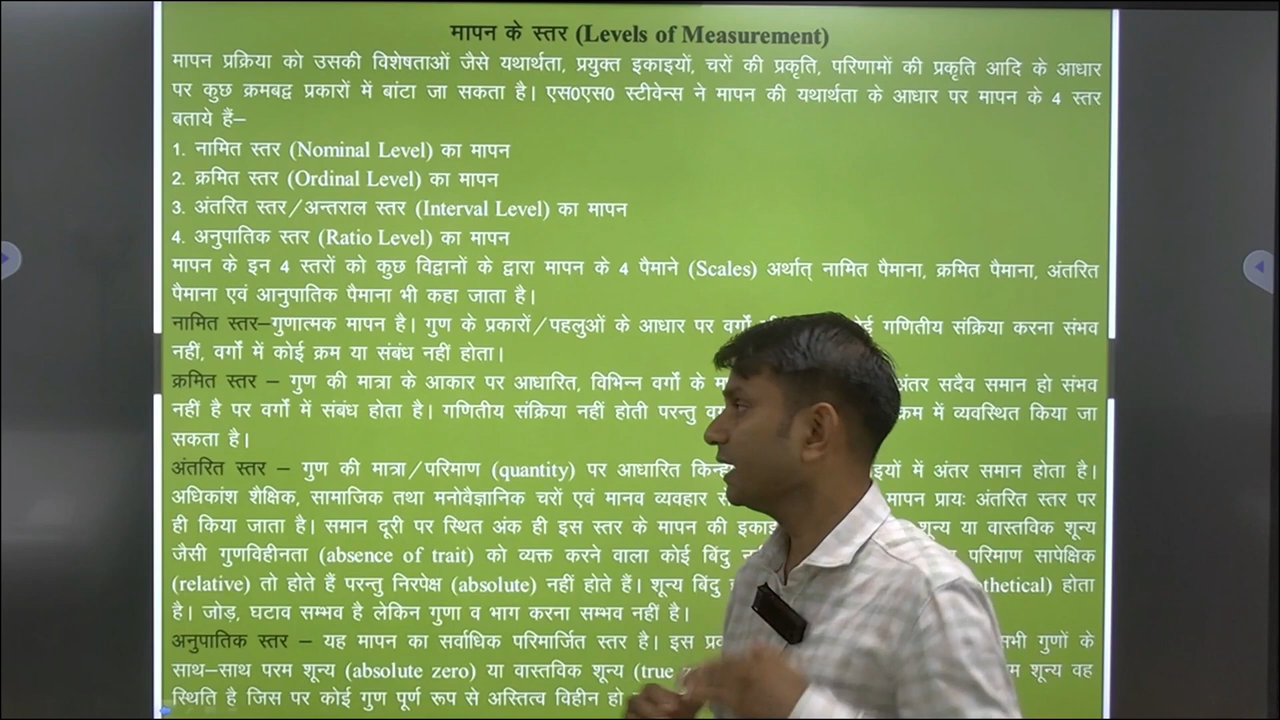 मापन के स्तर (Levels of Measurement)
मापन प्रक्रिया को उसकी विशेषताओं जैसे यथार्थता, प्रयुक्त इकाइयों, चरों की प्रकृति, परिणामों की प्रकृति आदि के आधार
पर कुछ क्रमबद्व प्रकारों में बांटा जा सकता है। एस0एस0 स्टीवेन्स ने मापन की यथार्थता के आधार पर मापन के 4 स्तर
बताये हैं–
1. नामित स्तर (Nominal Level) का मापन
2. क्रमित स्तर (Ordinal Level) का मापन
3. अंतरित स्तर/अन्तराल स्तर (Interval Level) का मापन
4. अनुपातिक स्तर (Ratio Level) का मापन
मापन के इन 4 स्तरों को कुछ विद्वानों के द्वारा मापन के 4 पैमाने (Scales) अर्थात् नामित पैमाना, क्रमित पैमाना, अंतरित
पैमाना एवं आनुपातिक पैमाना भी कहा जाता है।
नामित स्तर–गुणात्मक मापन है। गुण के प्रकारों/पहलुओं के आधार पर गणितीय संक्रिया करना संभव
नहीं, वर्गों में कोई क्रम या संबंध नहीं होता।
क्रमित स्तर – गुण की मात्रा के आकार पर आधारित, विभिन्न वर्गों के अंतर सदैव समान हो संभव
नहीं है पर वर्गों में संबंध होता है। गणितीय संक्रिया नहीं होती परन्तु में व्यवस्थित किया जा
सकता है।
अंतरित स्तर – गुण की मात्रा/परिमाण (quantity) पर आधारित में अंतर समान होता है।
अधिकांश शैक्षिक, सामाजिक तथा मनोवैज्ञानिक चरों एवं मानव व्यवहार मापन प्रायः अंतरित स्तर पर
ही किया जाता है। समान दूरी पर स्थित अंक ही इस स्तर के मापन की शून्य या वास्तविक शून्य
जैसी गुणविहीनता (absence of trait) को व्यक्त करने वाला कोई बिंदु परिमाण सापेक्षिक
(relative) तो होते हैं परन्तु निरपेक्ष (absolute) नहीं होते हैं। शून्य बिंदु होता
है। जोड़, घटाव सम्भव है लेकिन गुणा व भाग करना सम्भव नहीं है।
अनुपातिक स्तर – यह मापन का सर्वाधिक परिमार्जित स्तर है। इस गुणों के
साथ–साथ परम शून्य (absolute zero) या वास्तविक शून्य (true शून्य वह
स्थिति है जिस पर कोई गुण पूर्ण रूप से अस्तित्व विहीन हो